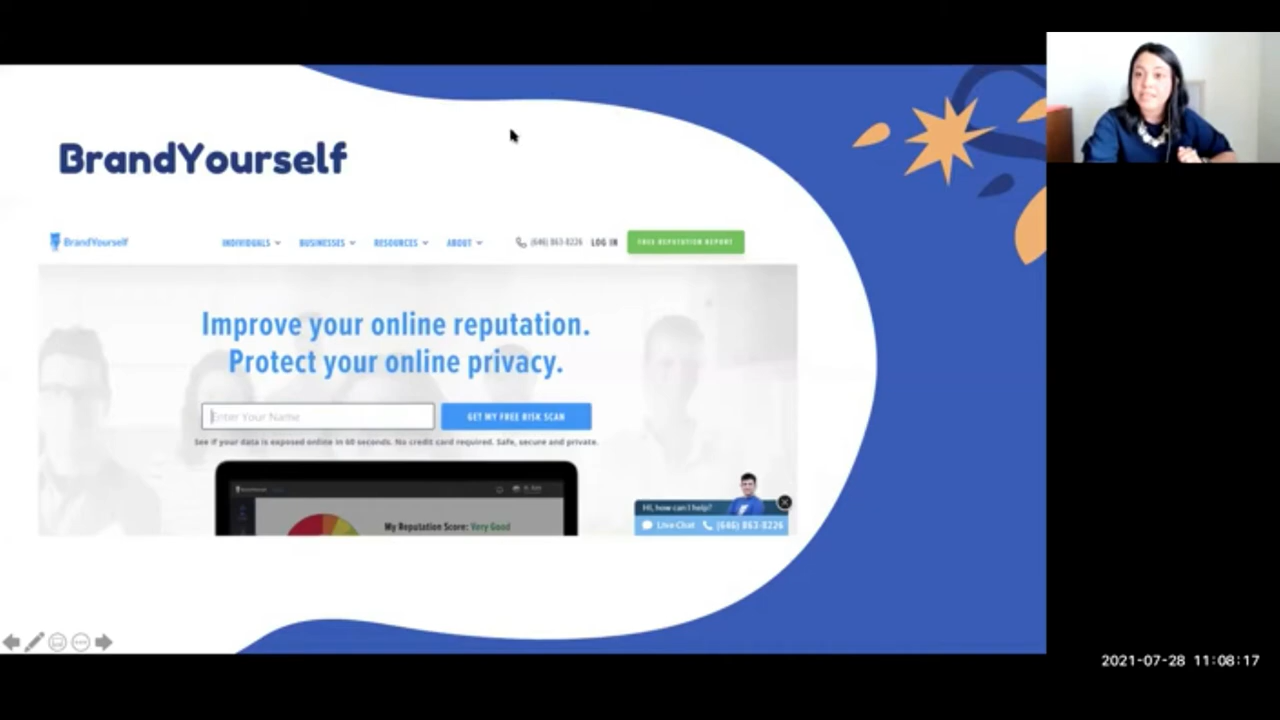 BrandYourself
BrandYourself INDIVIDUALS BUSINESSES RESOURCES ABOUT (646) 863-8226 LOG IN FREE REPUTATION REPORT
Improve your online reputation.
Protect your online privacy.
Enter Your Name GET MY FREE RISK SCAN
See if your data is exposed online in 60 seconds. No credit card required. Safe, secure and private.
BrandYourself
My Reputation Score: Very Good
Hi, how can I help?
Live Chat (646) 863-8226
2021-07-28 11:08:17